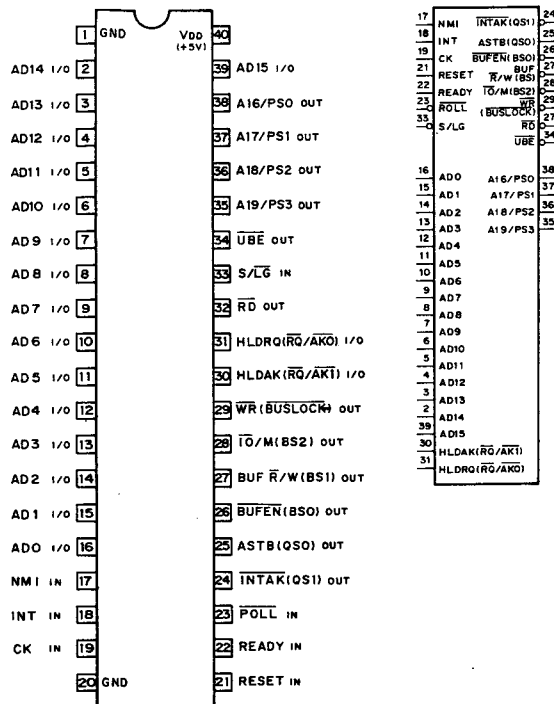 1 GND VDD 40
(+5V)
AD14 I/O 2 39 AD15 I/O
AD13 I/O 3 38 A16/PS0 OUT
AD12 I/O 4 37 A17/PS1 OUT
AD11 I/O 5 36 A18/PS2 OUT
AD10 I/O 6 35 A19/PS3 OUT
AD9 I/O 7 34 UBE OUT
AD8 I/O 8 33 S/LG IN
AD7 I/O 9 32 RD OUT
AD6 I/O 10 31 HLDRQ(RQ/AK0) I/O
AD5 I/O 11 30 HLDAK(RQ/AK1) I/O
AD4 I/O 12 29 WR(BUSLOCK) OUT
AD3 I/O 13 28 IO/M(BS2) OUT
AD2 I/O 14 27 BUF R/W(BS1) OUT
AD1 I/O 15 26 BUFEN(BS0) OUT
AD0 I/O 16 25 ASTB(QS0) OUT
NMI IN 17 24 INTAK(QS1) OUT
INT IN 18 23 POLL IN
CK IN 19 22 READY IN
20 GND 21 RESET IN
17 NMI INTAK(QS1) 24
18 INT ASTB(QS0) 25
19 CK BUFEN(BS0) 26
21 RESET BUF R/W(BS) 27
22 READY IO/M(BS2) 28
23 ROLL WR (BUSLOCK) 29
33 S/LG RD 27
UBE 34
16 AD0 A16/PS0 38
15 AD1 A17/PS1 37
14 AD2 A18/PS2 36
13 AD3 A19/PS3 35
12 AD4
11 AD5
10 AD6
9 AD7
8 AD8
7 AD9
6 AD10
5 AD11
4 AD12
3 AD13
2 AD14
39 AD15
30 HLDAK(RQ/AK1)
31 HLDRQ(RQ/AK0)